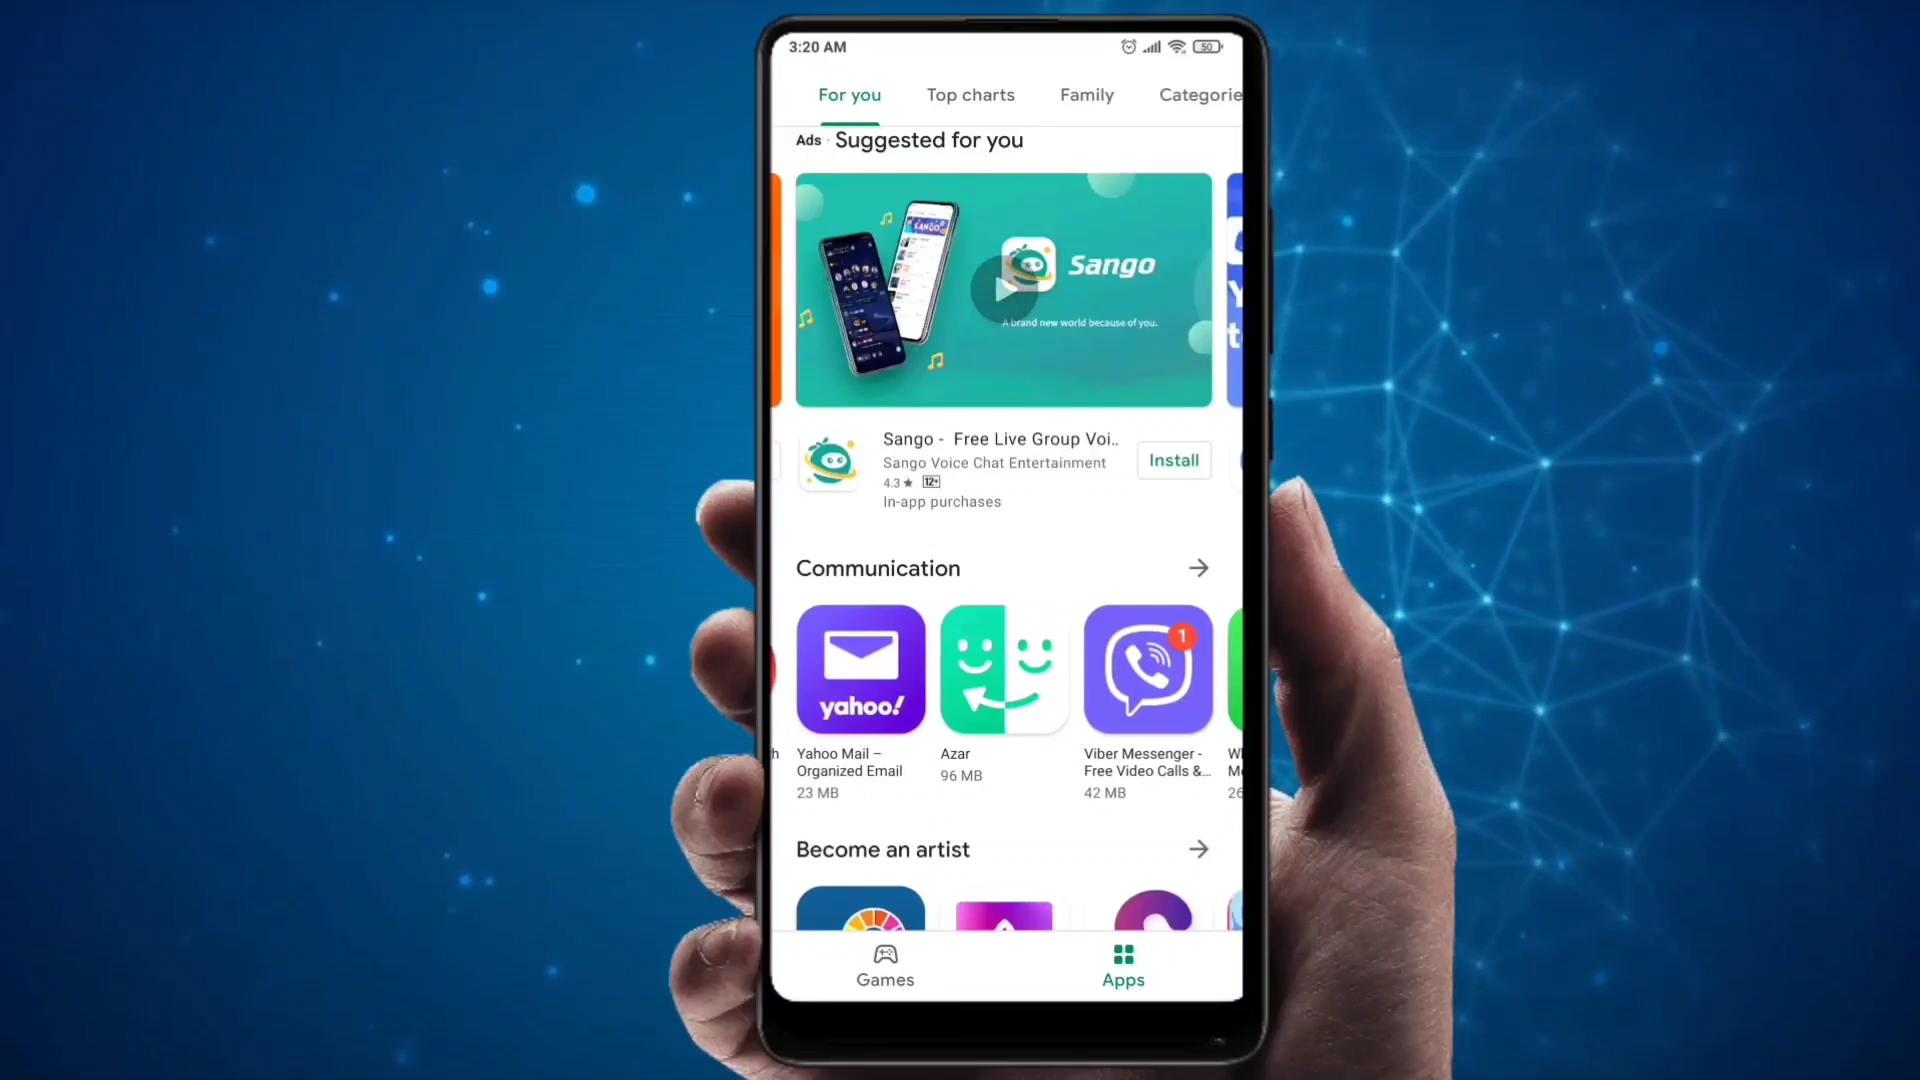 3:20 AM
50
For you Top charts Family Categorie
Ads · Suggested for you
SANGO
Sango
A brand new world because of you.
Y
t
Sango - Free Live Group Voi..
Sango Voice Chat Entertainment
4.3 ★ 12+
In-app purchases
Install
Communication
yahoo!
1
h
Yahoo Mail –
Organized Email
23 MB
Azar
96 MB
Viber Messenger -
Free Video Calls &...
42 MB
W
M
26
Become an artist
Games
Apps